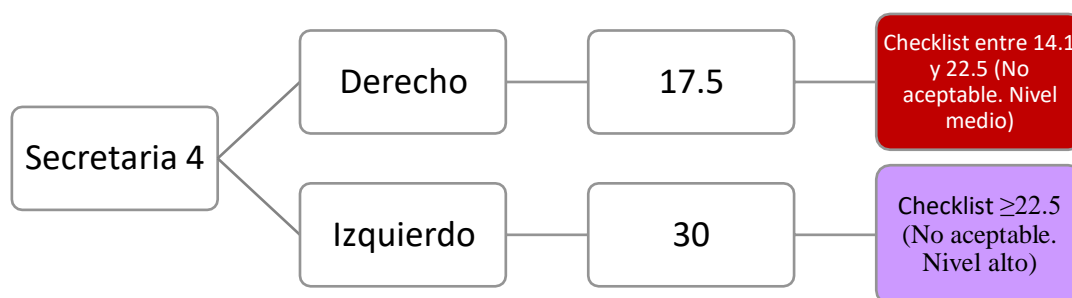 Secretaria 4
Derecho
17.5
Checklist entre 14.1
y 22.5 (No
aceptable. Nivel
medio)
Izquierdo
30
Checklist ≥22.5
(No aceptable.
Nivel alto)